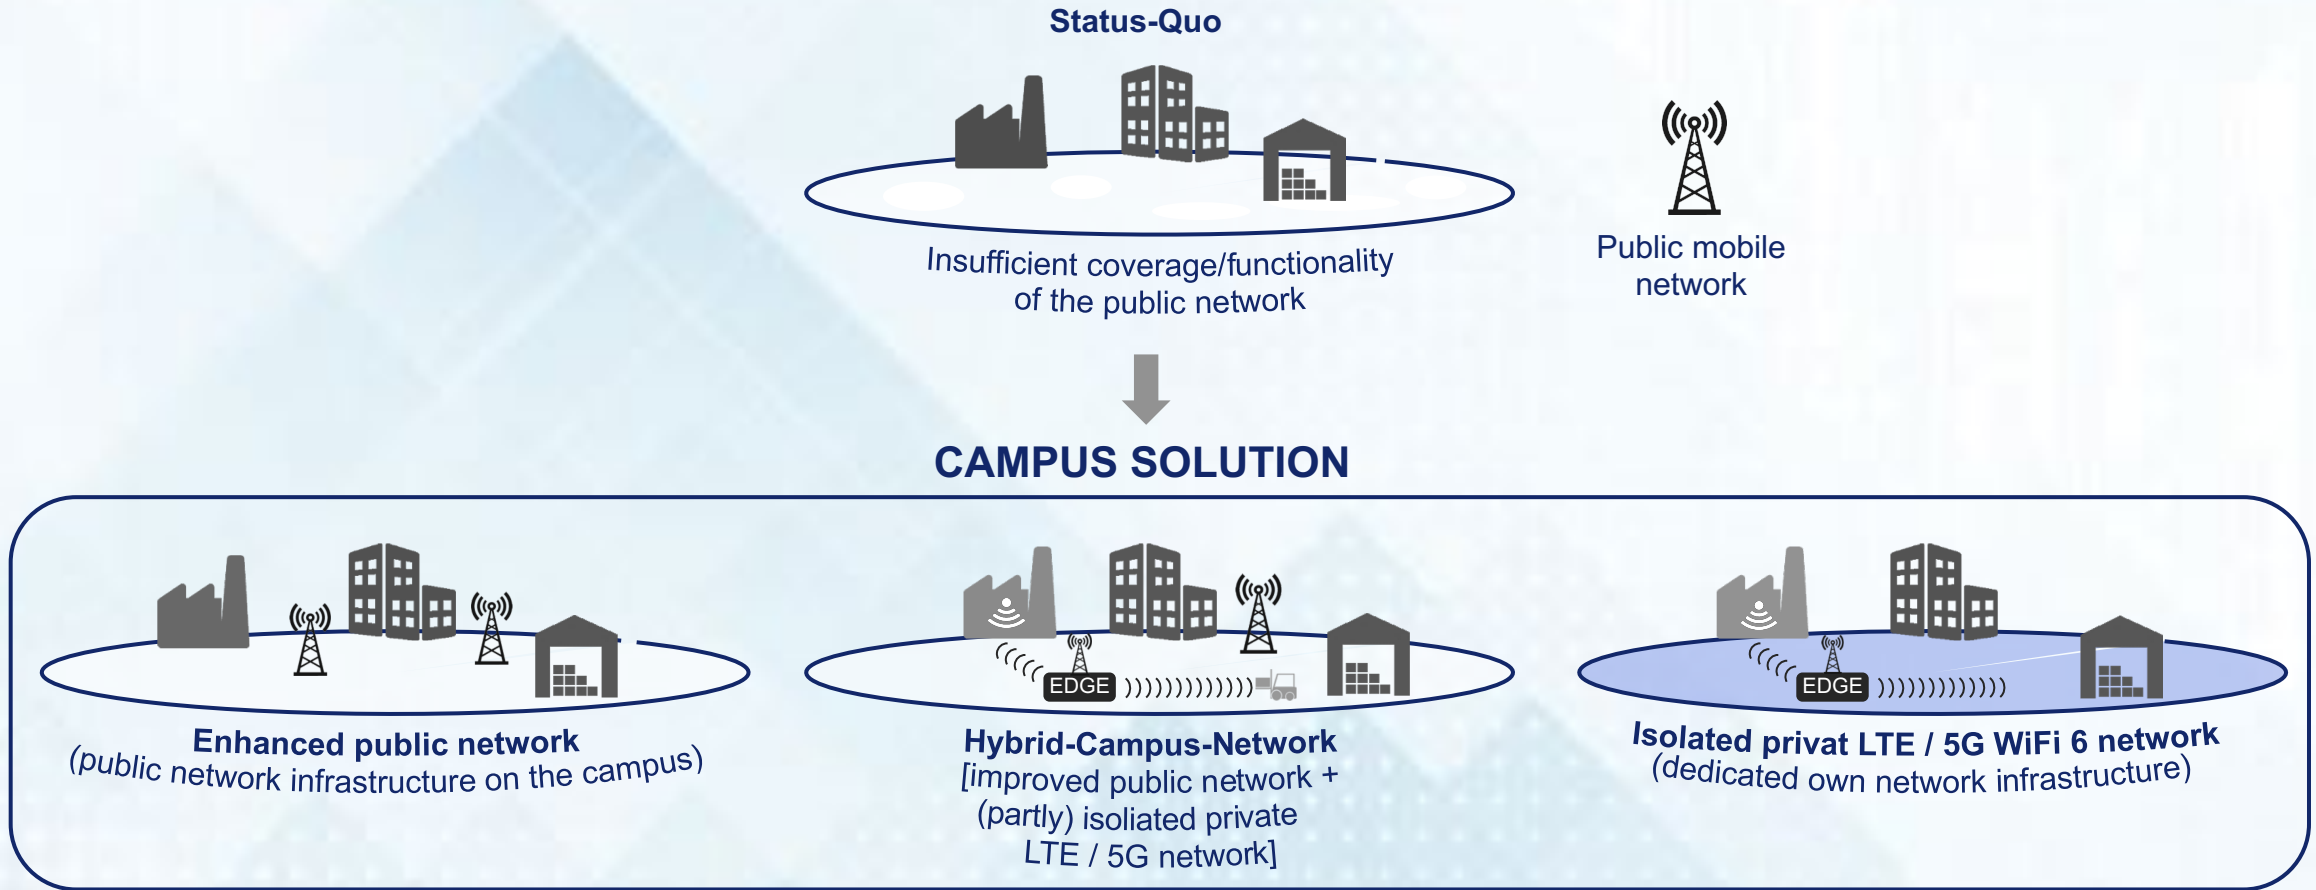 Status-Quo
Insufficient coverage/functionality
of the public network
Public mobile
network
CAMPUS SOLUTION
EDGE
EDGE
Enhanced public network
(public network infrastructure on the campus)
Hybrid-Campus-Network
[improved public network +
(partly) isoliated private
LTE / 5G network]
Isolated privat LTE / 5G WiFi 6 network
(dedicated own network infrastructure)